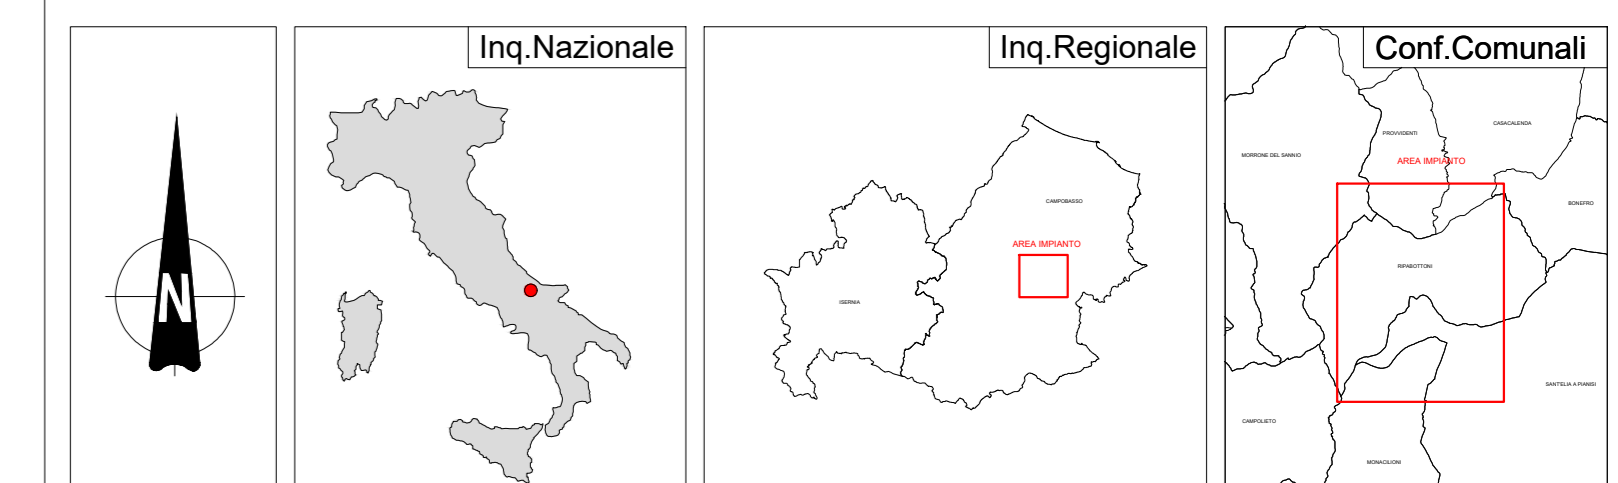 Inq.Nazionale
Inq.Regionale
Conf.Comunali
N
CAMPOBASSO
AREA IMPIANTO
ISERNIA
CASACALENDA
PROVVIDENTI
MORRONE DEL SANNIO
AREA IMPIANTO
BONEFRO
RIPABOTTONI
SANT'ELIA A PIANISI
CAMPOLIETO
MONACILIONI